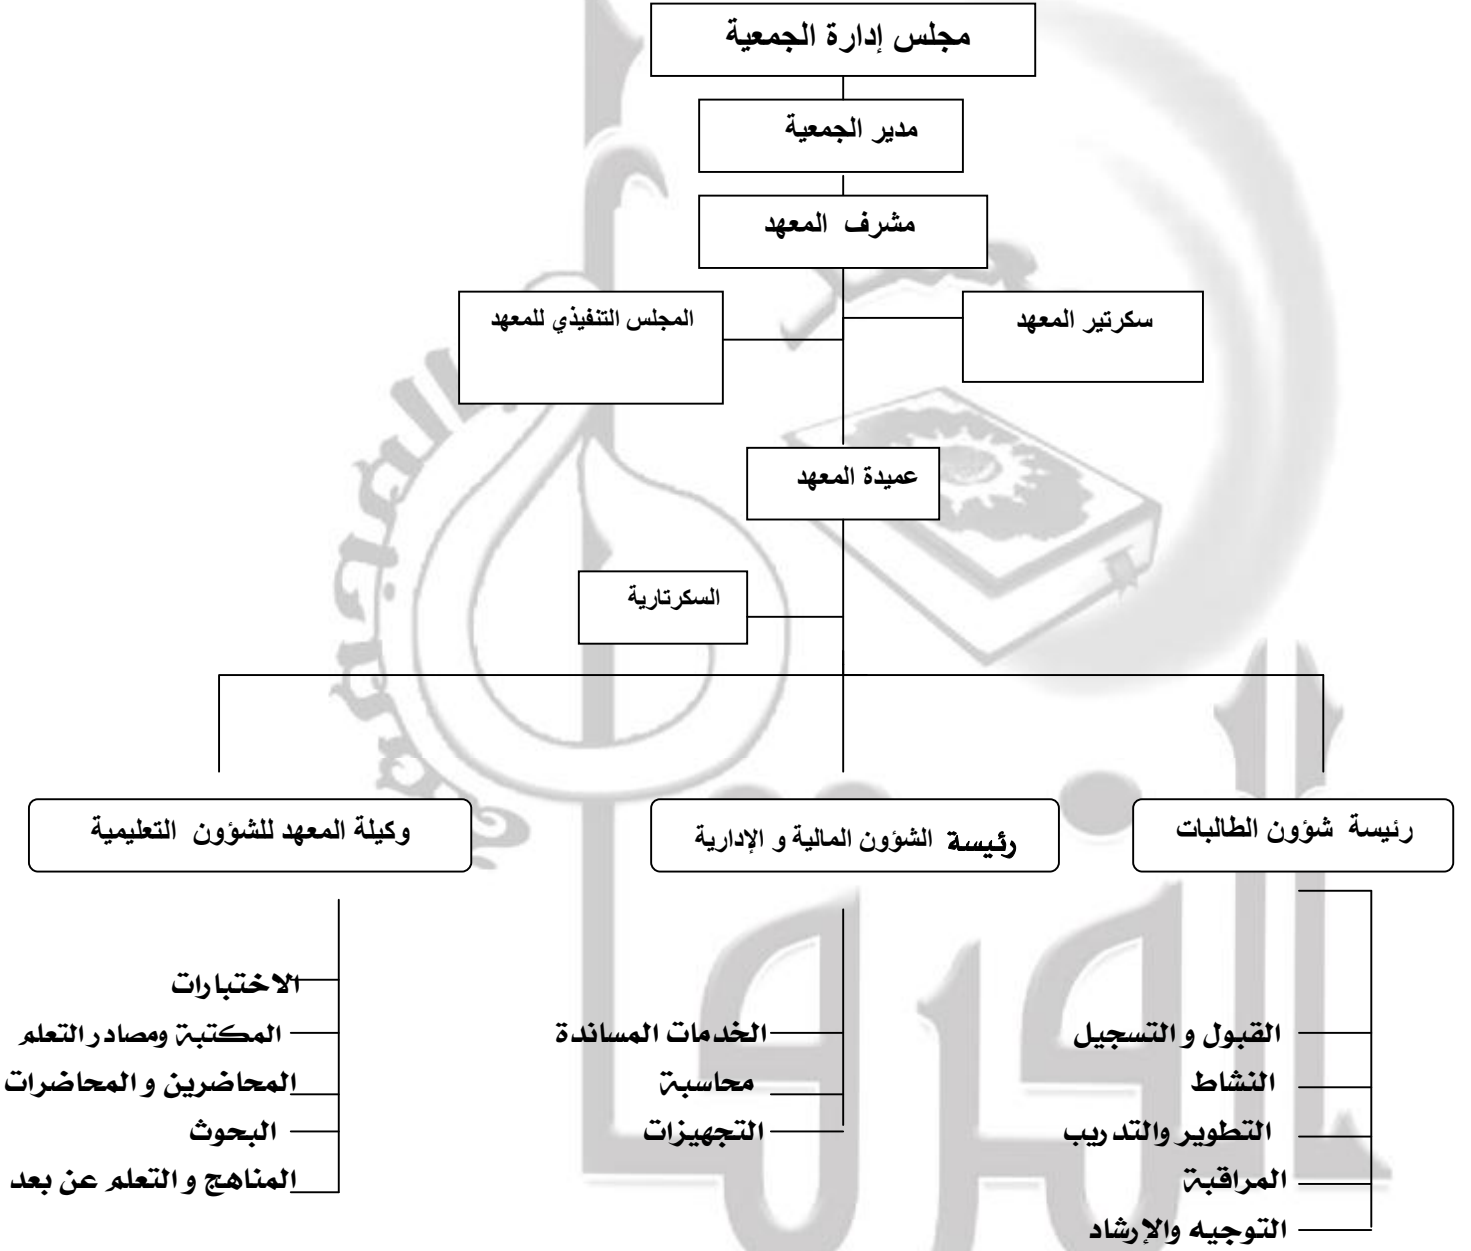 مجلس إدارة الجمعية
مدير الجمعية
مشرف المعهد
سكرتير المعهد
المجلس التنفيذي للمعهد
عميدة المعهد
السكرتارية
رئيسة شؤون الطالبات
رئيسة الشؤون المالية و الإدارية
وكيلة المعهد للشؤون التعليمية
القبول و التسجيل
النشاط
التطوير والتدريب
المراقبة
التوجيه والإرشاد
الخدمات المساندة
محاسبة
التجهيزات
الاختبارات
المكتبة ومصادر التعلم
المحاضرين و المحاضرات
البحوث
المناهج و التعلم عن بعد